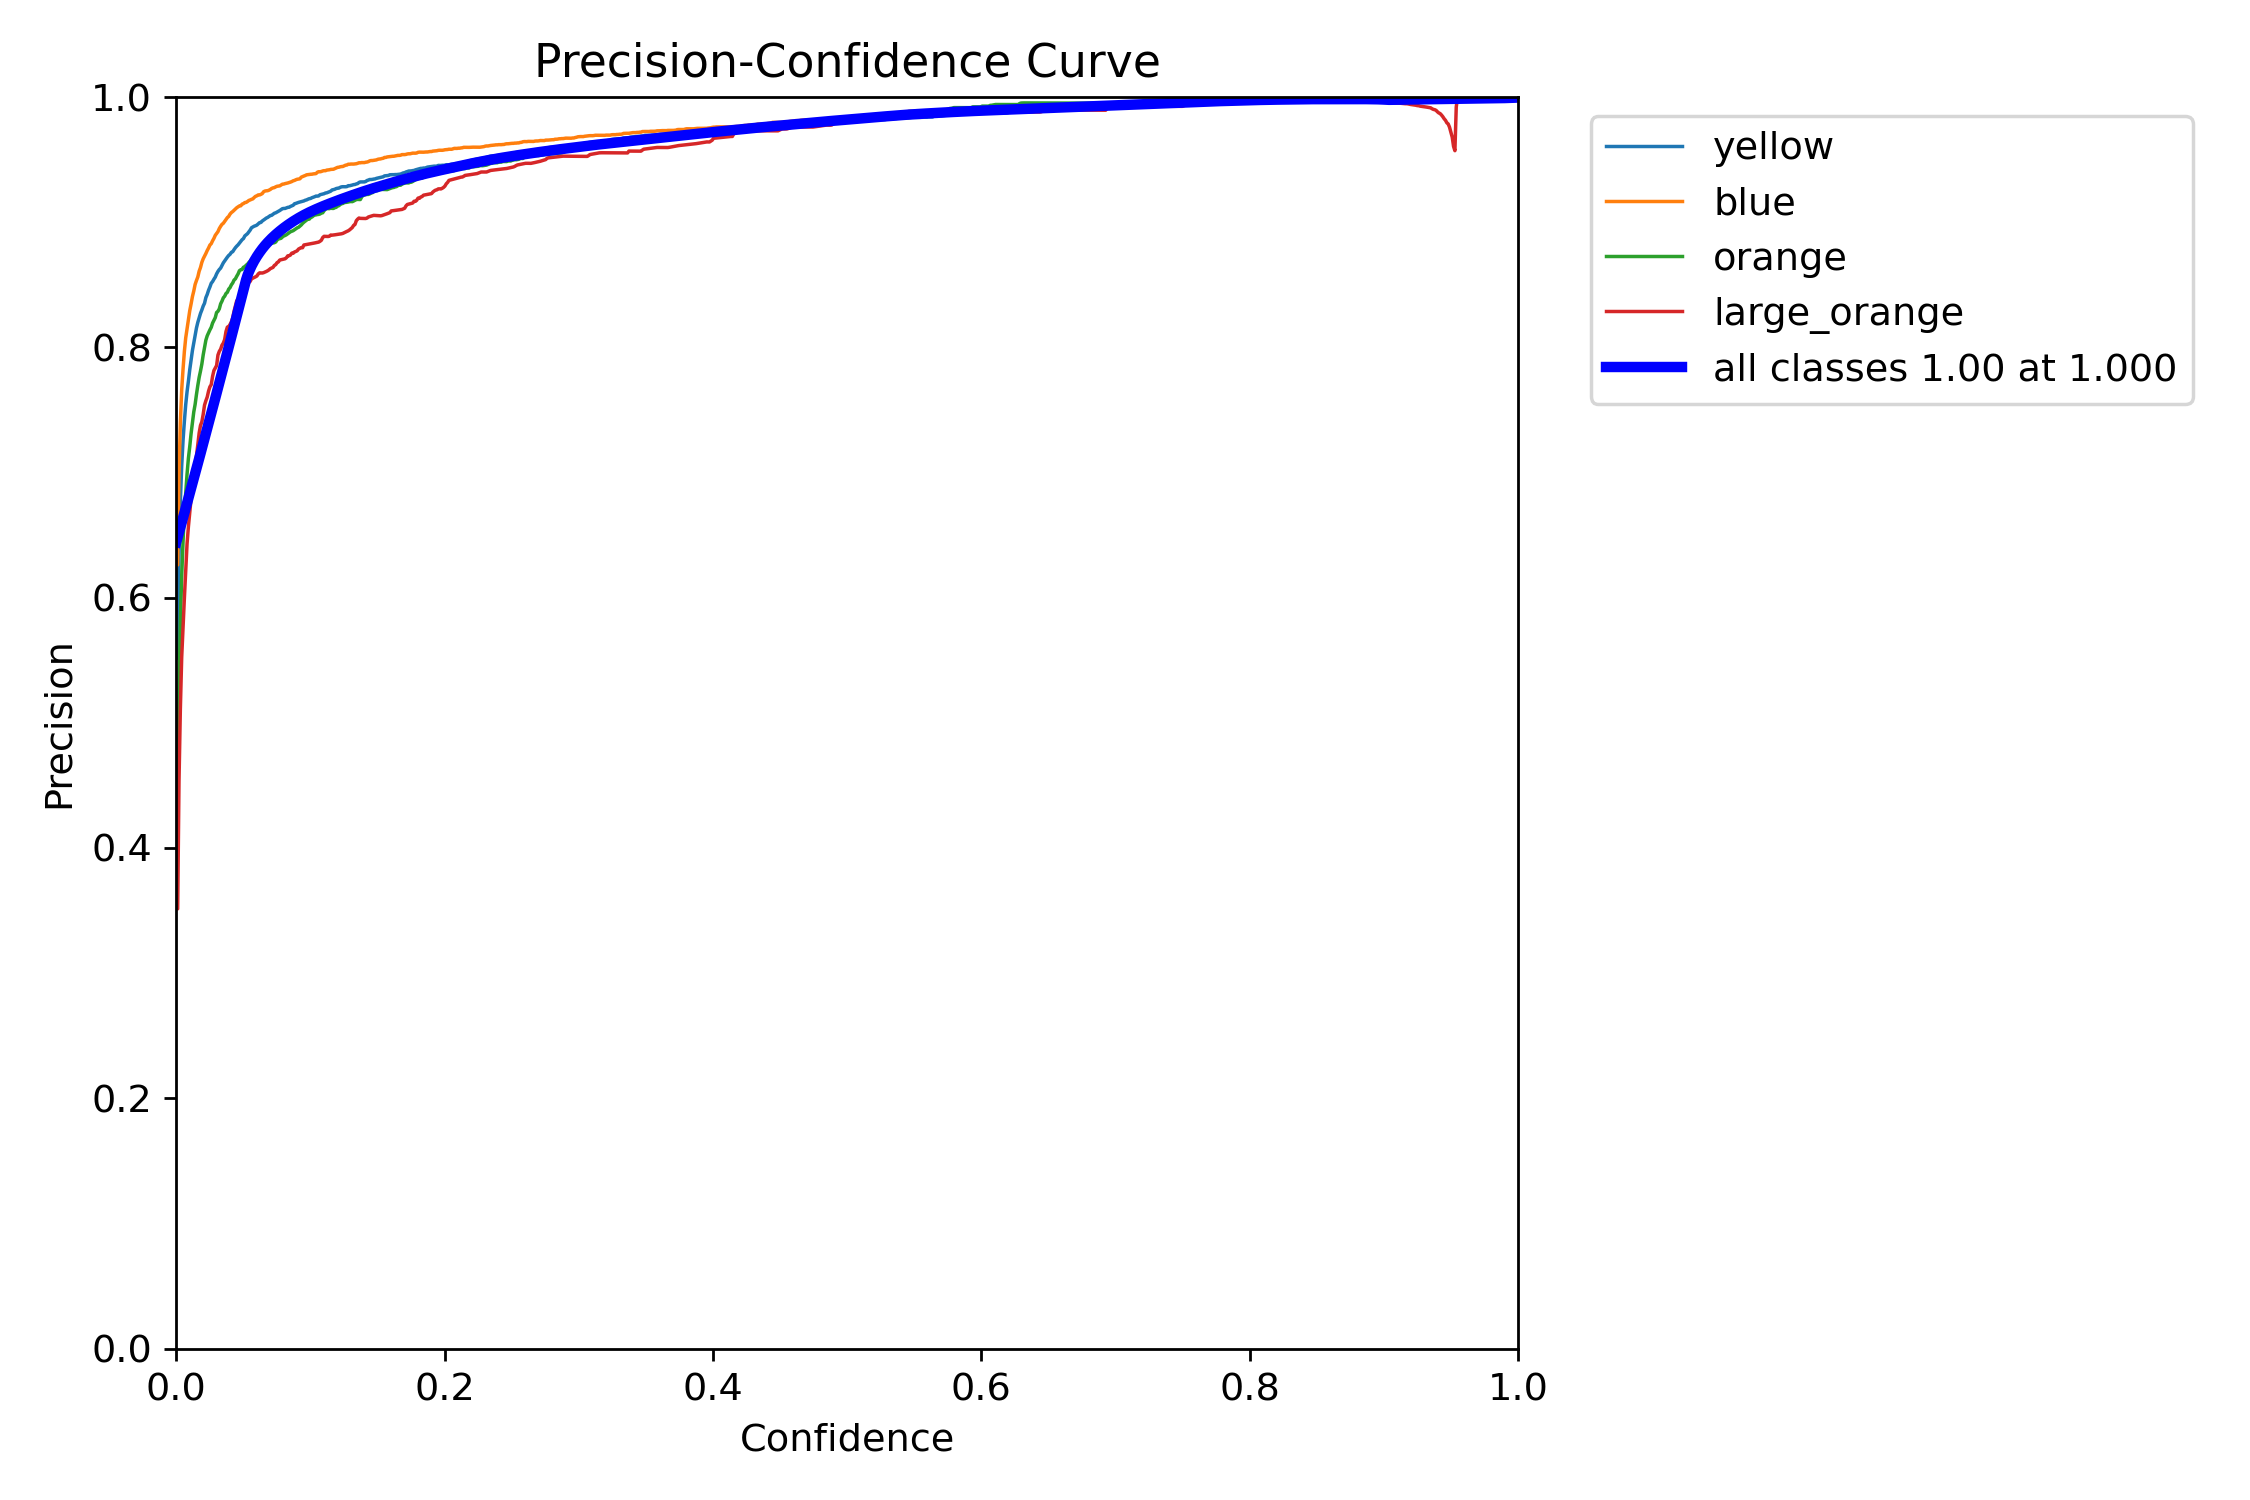 Precision-Confidence Curve
1.0
0.8
0.6
0.4
0.2
0.0
Precision
0.0 0.2 0.4 0.6 0.8 1.0
Confidence
yellow
blue
orange
large_orange
all classes 1.00 at 1.000